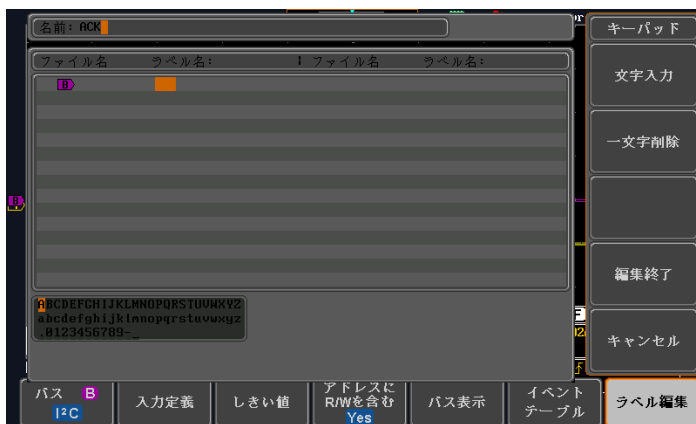 名前: ACK
キーパッド
ファイル名 ラベル名: ファイル名 ラベル名:
B
文字入力
一文字削除
B
編集終了
ABCDEFGHIJKLMNOPQRSTUVWXYZ
abcdefghijklmnopqrstuvwxyz
.0123456789-_
キャンセル
バス B
I²C
入力定義
しきい値
アドレスに
R/Wを含む
Yes
バス表示
イベント
テーブル
ラベル編集